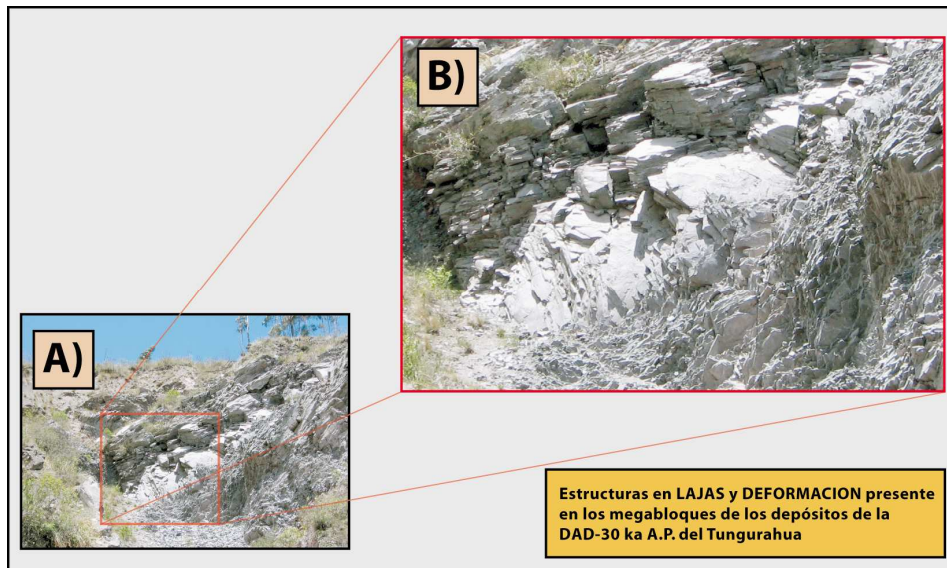 A)
B)
Estructuras en LAJAS y DEFORMACION presente
en los megabloques de los depósitos de la
DAD-30 ka A.P. del Tungurahua